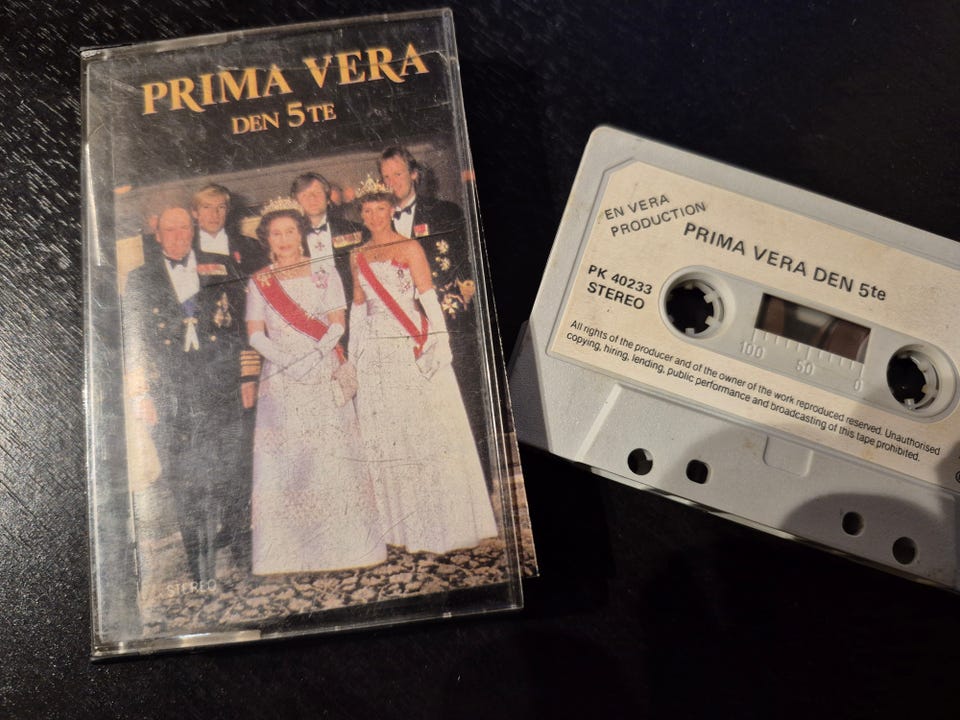 PRIMA VERA
DEN 5TE
STEREO
EN VERA
PRODUCTION
PRIMA VERA DEN 5te
PK 40233
STEREO
100 50 0
All rights of the producer and of the owner of the work reproduced reserved. Unauthorised
copying, hiring, lending, public performance and broadcasting of this tape prohibited.